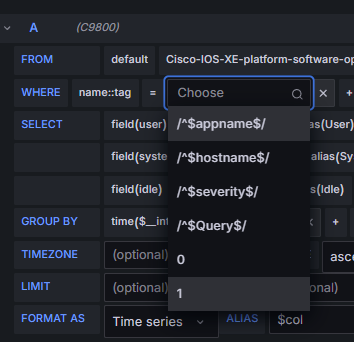 A (C9800)
FROM default Cisco-IOS-XE-platform-software-op
WHERE name::tag = Choose × +
/^$appname$/
SELECT field(user) as(User)
/^$hostname$/
field(syste alias(Sy
/^$severity$/
field(idle) s(Idle)
/^$Query$/
GROUP BY time($__int +
0
TIMEZONE (optional) asce
1
LIMIT (optional) onal)
FORMAT AS Time series ALIAS $col